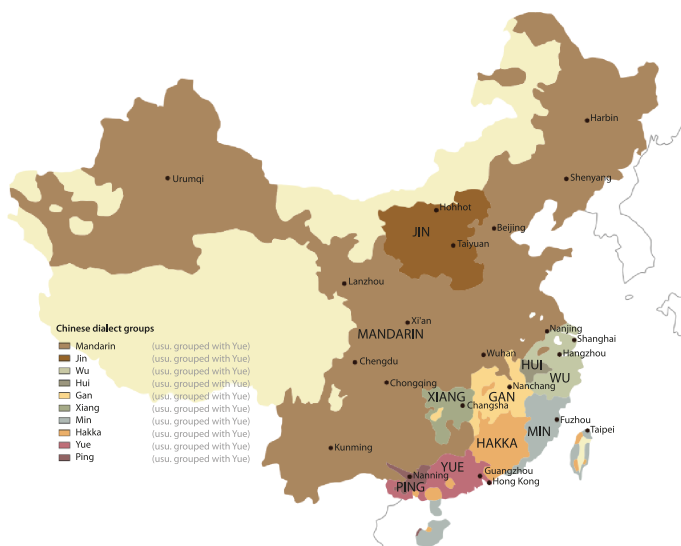 Harbin
Shenyang
Urumqi
Hohhot
JIN
Beijing
Taiyuan
Lanzhou
Xi'an
MANDARIN
Nanjing
Shanghai
Hangzhou
Wuhan
HUI
WU
Chengdu
Chongqing
Nanchang
XIANG
GAN
Changsha
Fuzhou
MIN
Taipei
HAKKA
Kunming
YUE
Guangzhou
Nanning
Hong Kong
PING
Chinese dialect groups
Mandarin (usu. grouped with Yue)
Jin (usu. grouped with Yue)
Wu (usu. grouped with Yue)
Hui (usu. grouped with Yue)
Gan (usu. grouped with Yue)
Xiang (usu. grouped with Yue)
Min (usu. grouped with Yue)
Hakka (usu. grouped with Yue)
Yue (usu. grouped with Yue)
Ping (usu. grouped with Yue)